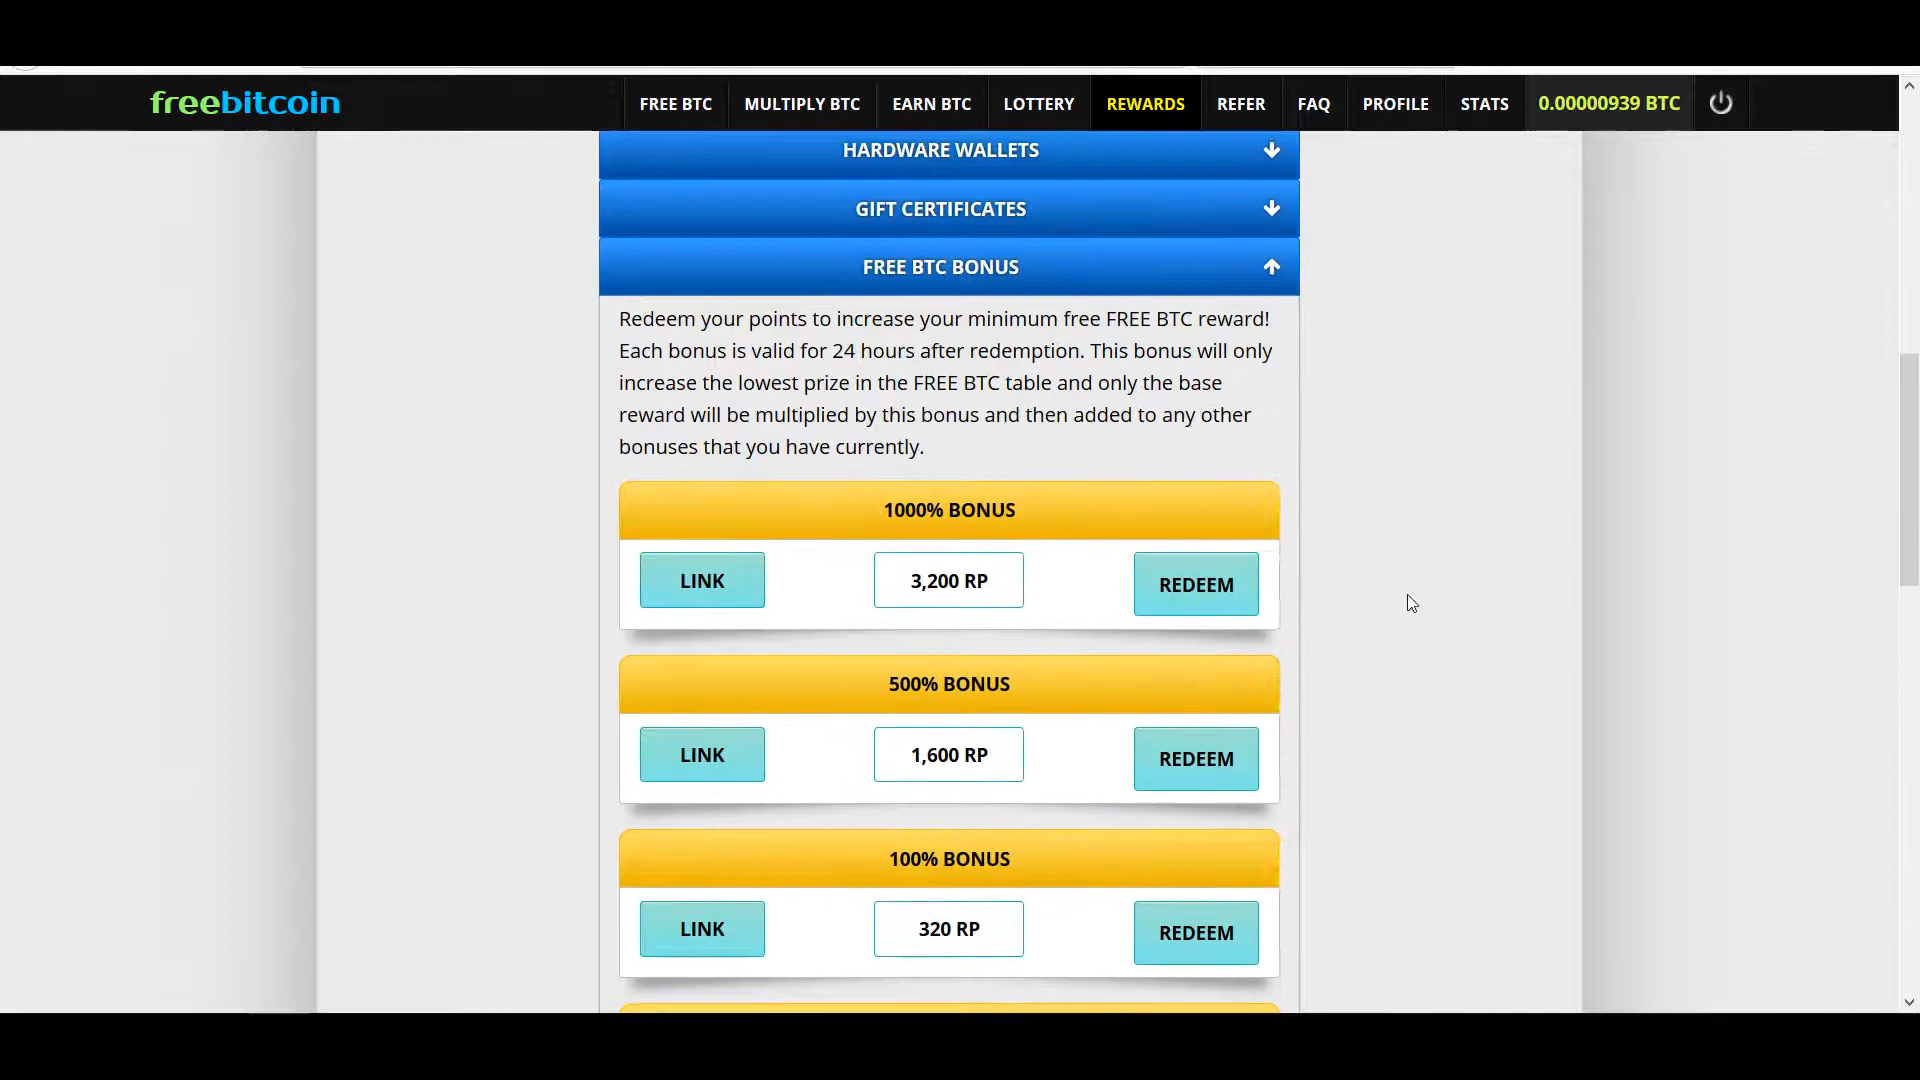 freebitcoin
FREE BTC
MULTIPLY BTC
EARN BTC
LOTTERY
REWARDS
REFER
FAQ
PROFILE
STATS
0.00000939 BTC
HARDWARE WALLETS
GIFT CERTIFICATES
FREE BTC BONUS
Redeem your points to increase your minimum free FREE BTC reward!
Each bonus is valid for 24 hours after redemption. This bonus will only
increase the lowest prize in the FREE BTC table and only the base
reward will be multiplied by this bonus and then added to any other
bonuses that you have currently.
1000% BONUS
LINK
3,200 RP
REDEEM
500% BONUS
LINK
1,600 RP
REDEEM
100% BONUS
LINK
320 RP
REDEEM